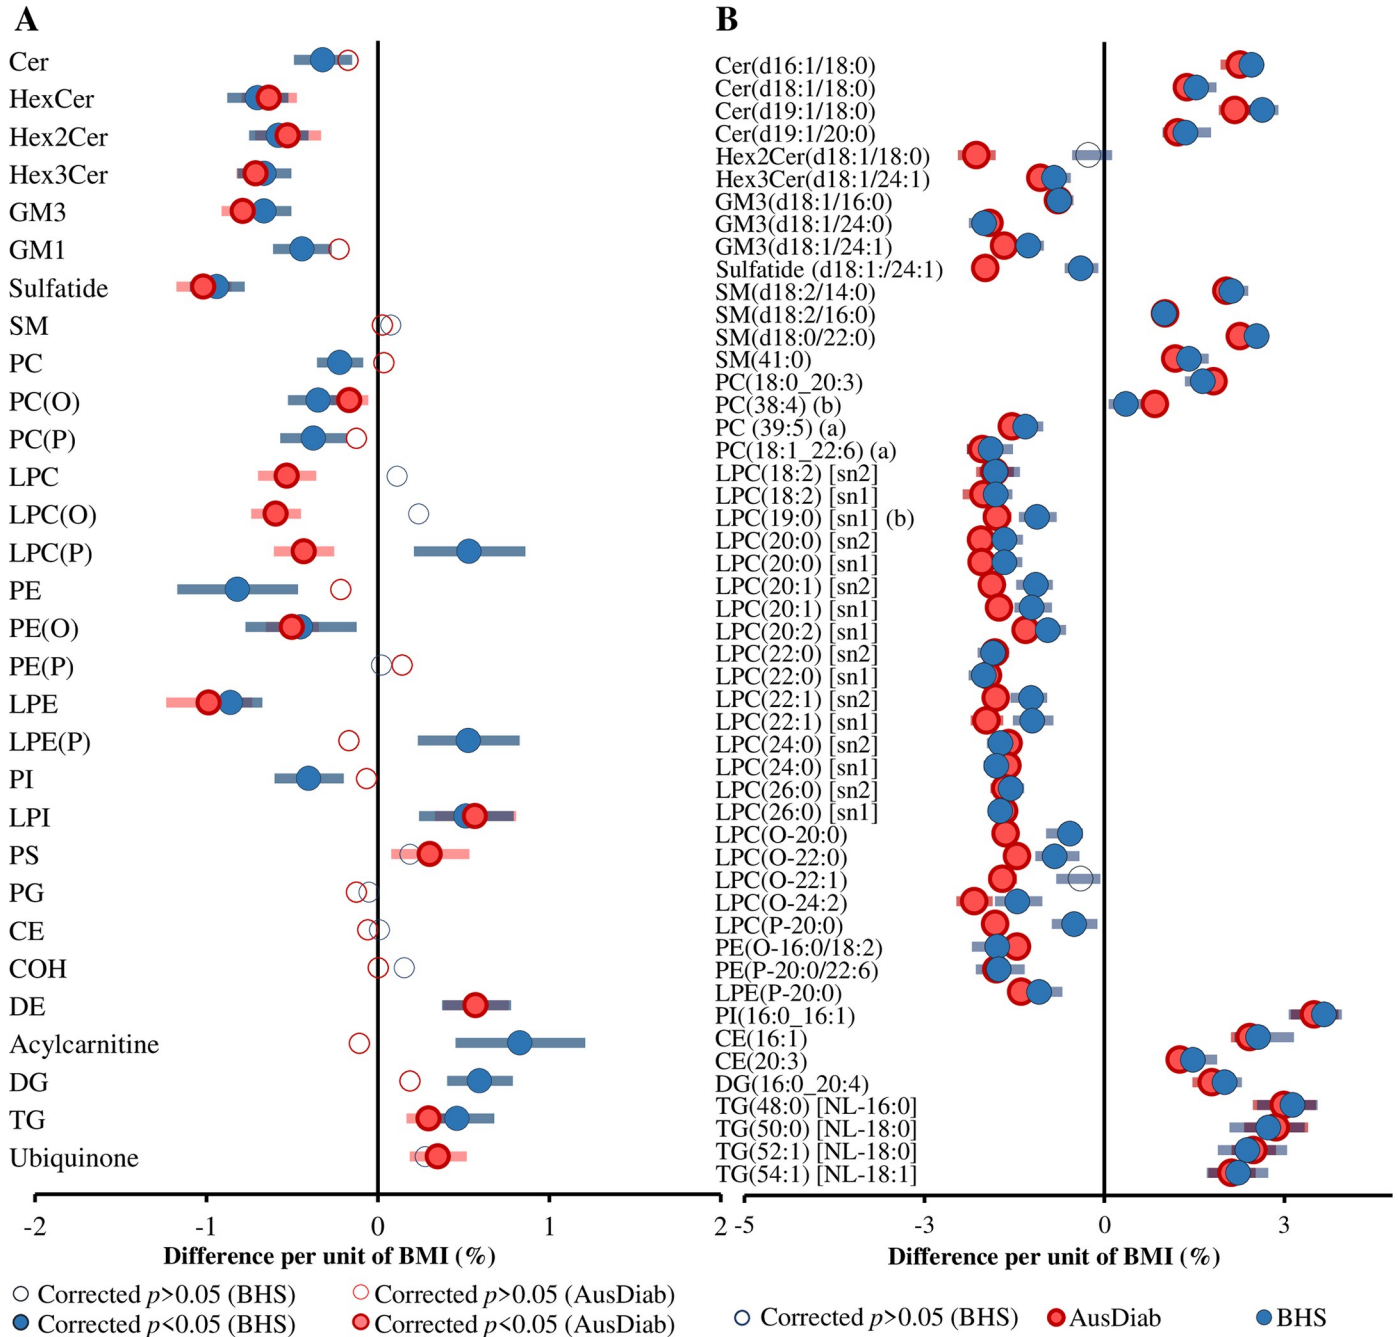 A
Cer
HexCer
Hex2Cer
Hex3Cer
GM3
GM1
Sulfatide
SM
PC
PC(O)
PC(P)
LPC
LPC(O)
LPC(P)
PE
PE(O)
PE(P)
LPE
LPE(P)
PI
LPI
PS
PG
CE
COH
DE
Acylcarnitine
DG
TG
Ubiquinone
-2 -1 0 1 2
Difference per unit of BMI (%)
Corrected p>0.05 (BHS)
Corrected p>0.05 (AusDiab)
Corrected p<0.05 (BHS)
Corrected p<0.05 (AusDiab)
B
Cer(d16:1/18:0)
Cer(d18:1/18:0)
Cer(d19:1/18:0)
Cer(d19:1/20:0)
Hex2Cer(d18:1/18:0)
Hex3Cer(d18:1/24:1)
GM3(d18:1/16:0)
GM3(d18:1/24:0)
GM3(d18:1/24:1)
Sulfatide (d18:1:/24:1)
SM(d18:2/14:0)
SM(d18:2/16:0)
SM(d18:0/22:0)
SM(41:0)
PC(18:0_20:3)
PC(38:4) (b)
PC (39:5) (a)
PC(18:1_22:6) (a)
LPC(18:2) [sn2]
LPC(18:2) [sn1]
LPC(19:0) [sn1] (b)
LPC(20:0) [sn2]
LPC(20:0) [sn1]
LPC(20:1) [sn2]
LPC(20:1) [sn1]
LPC(20:2) [sn1]
LPC(22:0) [sn2]
LPC(22:0) [sn1]
LPC(22:1) [sn2]
LPC(22:1) [sn1]
LPC(24:0) [sn2]
LPC(24:0) [sn1]
LPC(26:0) [sn2]
LPC(26:0) [sn1]
LPC(O-20:0)
LPC(O-22:0)
LPC(O-22:1)
LPC(O-24:2)
LPC(P-20:0)
PE(O-16:0/18:2)
PE(P-20:0/22:6)
LPE(P-20:0)
PI(16:0_16:1)
CE(16:1)
CE(20:3)
DG(16:0_20:4)
TG(48:0) [NL-16:0]
TG(50:0) [NL-18:0]
TG(52:1) [NL-18:0]
TG(54:1) [NL-18:1]
-5 -3 0 3
Difference per unit of BMI (%)
Corrected p>0.05 (BHS)
AusDiab
BHS